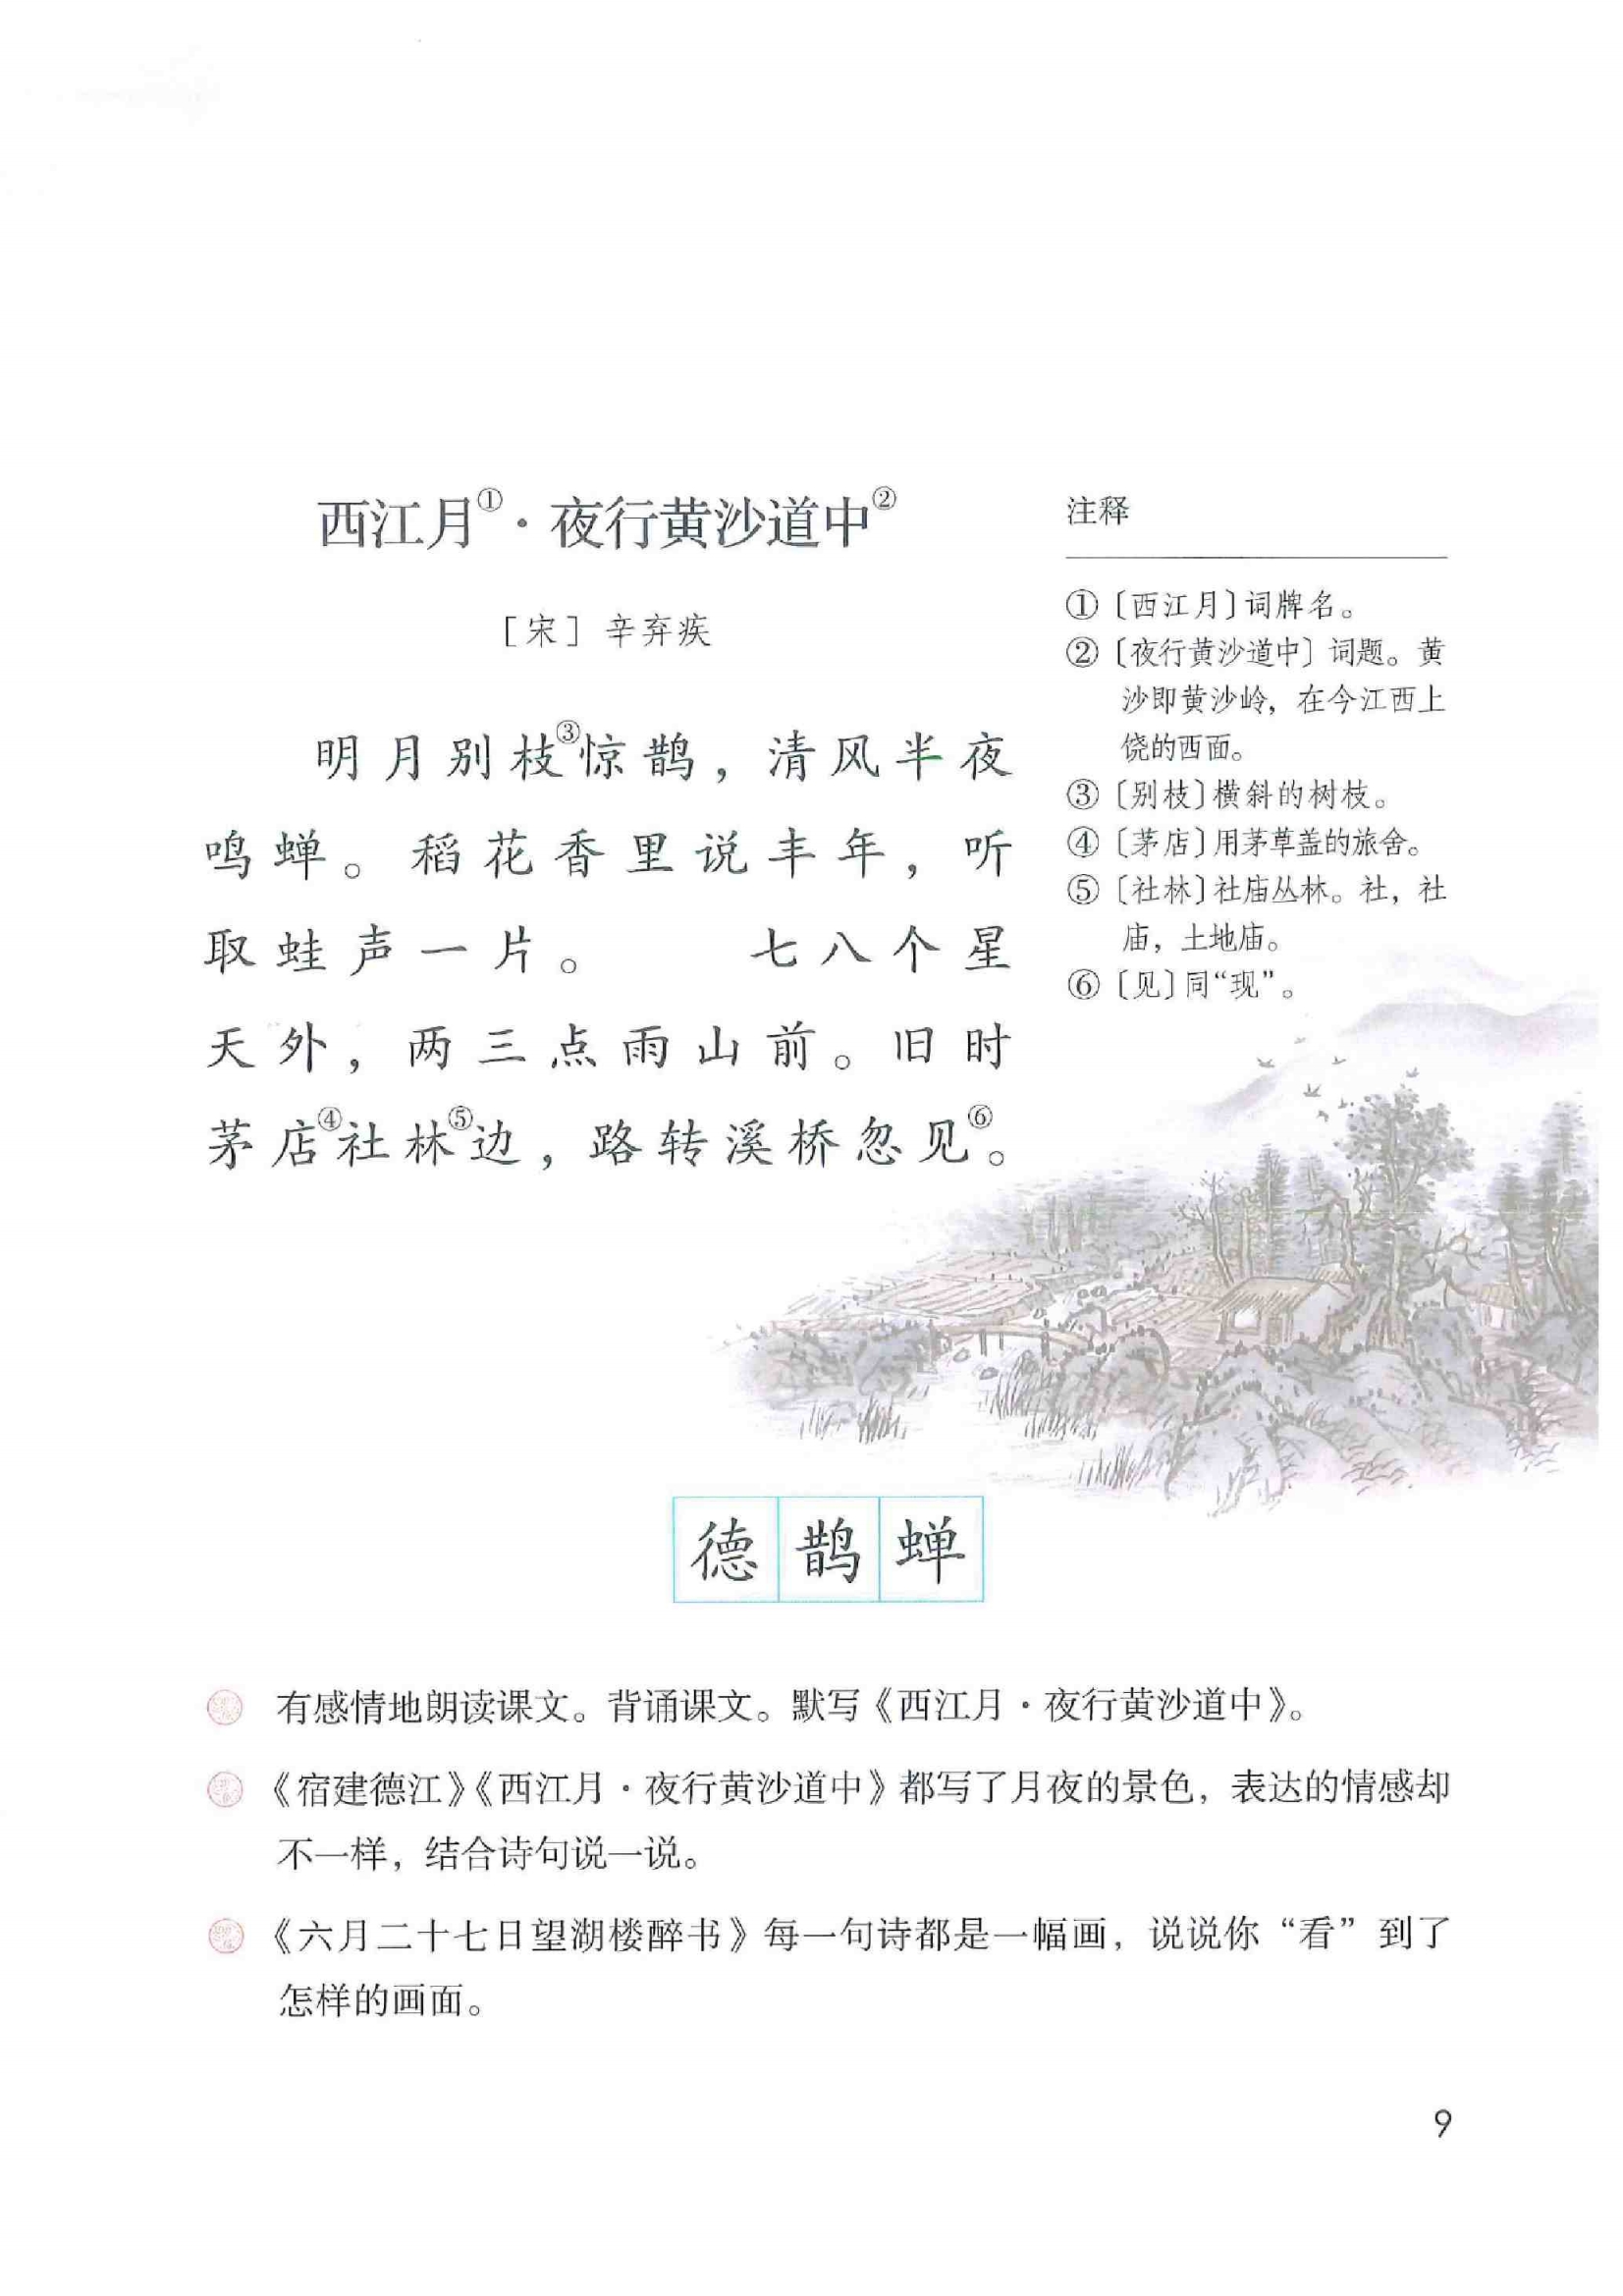 西江月①·夜行黄沙道中②
[宋] 辛弃疾
明月别枝③惊鹊，清风半夜
鸣蝉。稻花香里说丰年，听
取蛙声一片。 七八个星
天外，两三点雨山前。旧时
茅店④社林⑤边，路转溪桥忽见⑥。
注释
①〔西江月〕词牌名。
②〔夜行黄沙道中〕词题。黄
沙即黄沙岭，在今江西上
饶的西面。
③〔别枝〕横斜的树枝。
④〔茅店〕用茅草盖的旅舍。
⑤〔社林〕社庙丛林。社，社
庙，土地庙。
⑥〔见〕同“现”。
德 鹊 蝉
有感情地朗读课文。背诵课文。默写《西江月·夜行黄沙道中》。
《宿建德江》《西江月·夜行黄沙道中》都写了月夜的景色，表达的情感却
不一样，结合诗句说一说。
《六月二十七日望湖楼醉书》每一句诗都是一幅画，说说你“看”到了
怎样的画面。
9